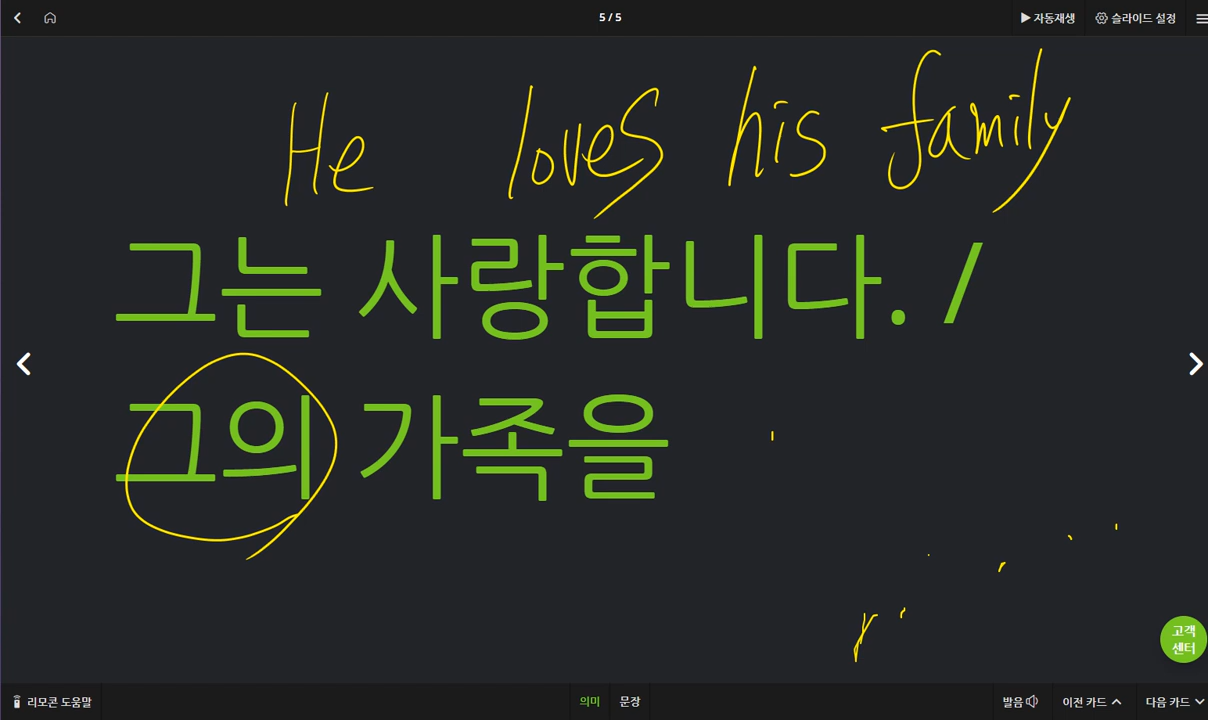 5 / 5
자동재생
슬라이드 설정
He loves his family
그는 사랑합니다. /
그의 가족을
고객
센터
리모콘 도움말
의미
문장
발음
이전 카드
다음 카드